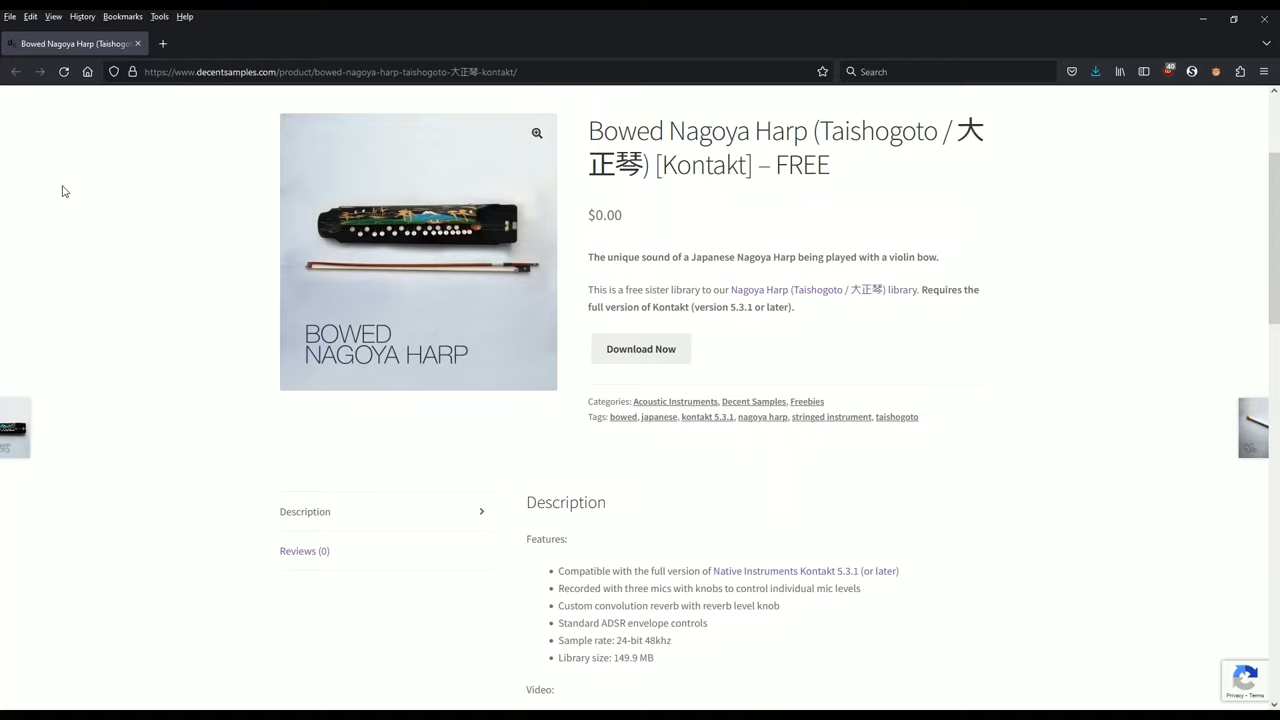 File Edit View History Bookmarks Tools Help
Bowed Nagoya Harp (Taishogot
https://www.decentsamples.com/product/bowed-nagoya-harp-taishogoto-大正琴-kontakt/
Search
40
BOWED
NAGOYA HARP
Bowed Nagoya Harp (Taishogoto / 大
正琴) [Kontakt] – FREE
$0.00
The unique sound of a Japanese Nagoya Harp being played with a violin bow.
This is a free sister library to our Nagoya Harp (Taishogoto / 大正琴) library. Requires the
full version of Kontakt (version 5.3.1 or later).
Download Now
Categories: Acoustic Instruments, Decent Samples, Freebies
Tags: bowed, japanese, kontakt 5.3.1, nagoya harp, stringed instrument, taishogoto
Description
Reviews (0)
Description
Features:
Compatible with the full version of Native Instruments Kontakt 5.3.1 (or later)
Recorded with three mics with knobs to control individual mic levels
Custom convolution reverb with reverb level knob
Standard ADSR envelope controls
Sample rate: 24-bit 48khz
Library size: 149.9 MB
Video:
Privacy - Terms